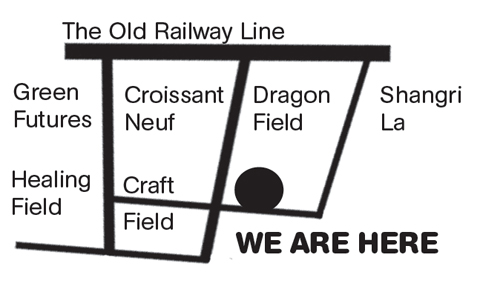 The Old Railway Line
Green
Futures
Croissant
Neuf
Dragon
Field
Shangri
La
Healing
Field
Craft
Field
WE ARE HERE